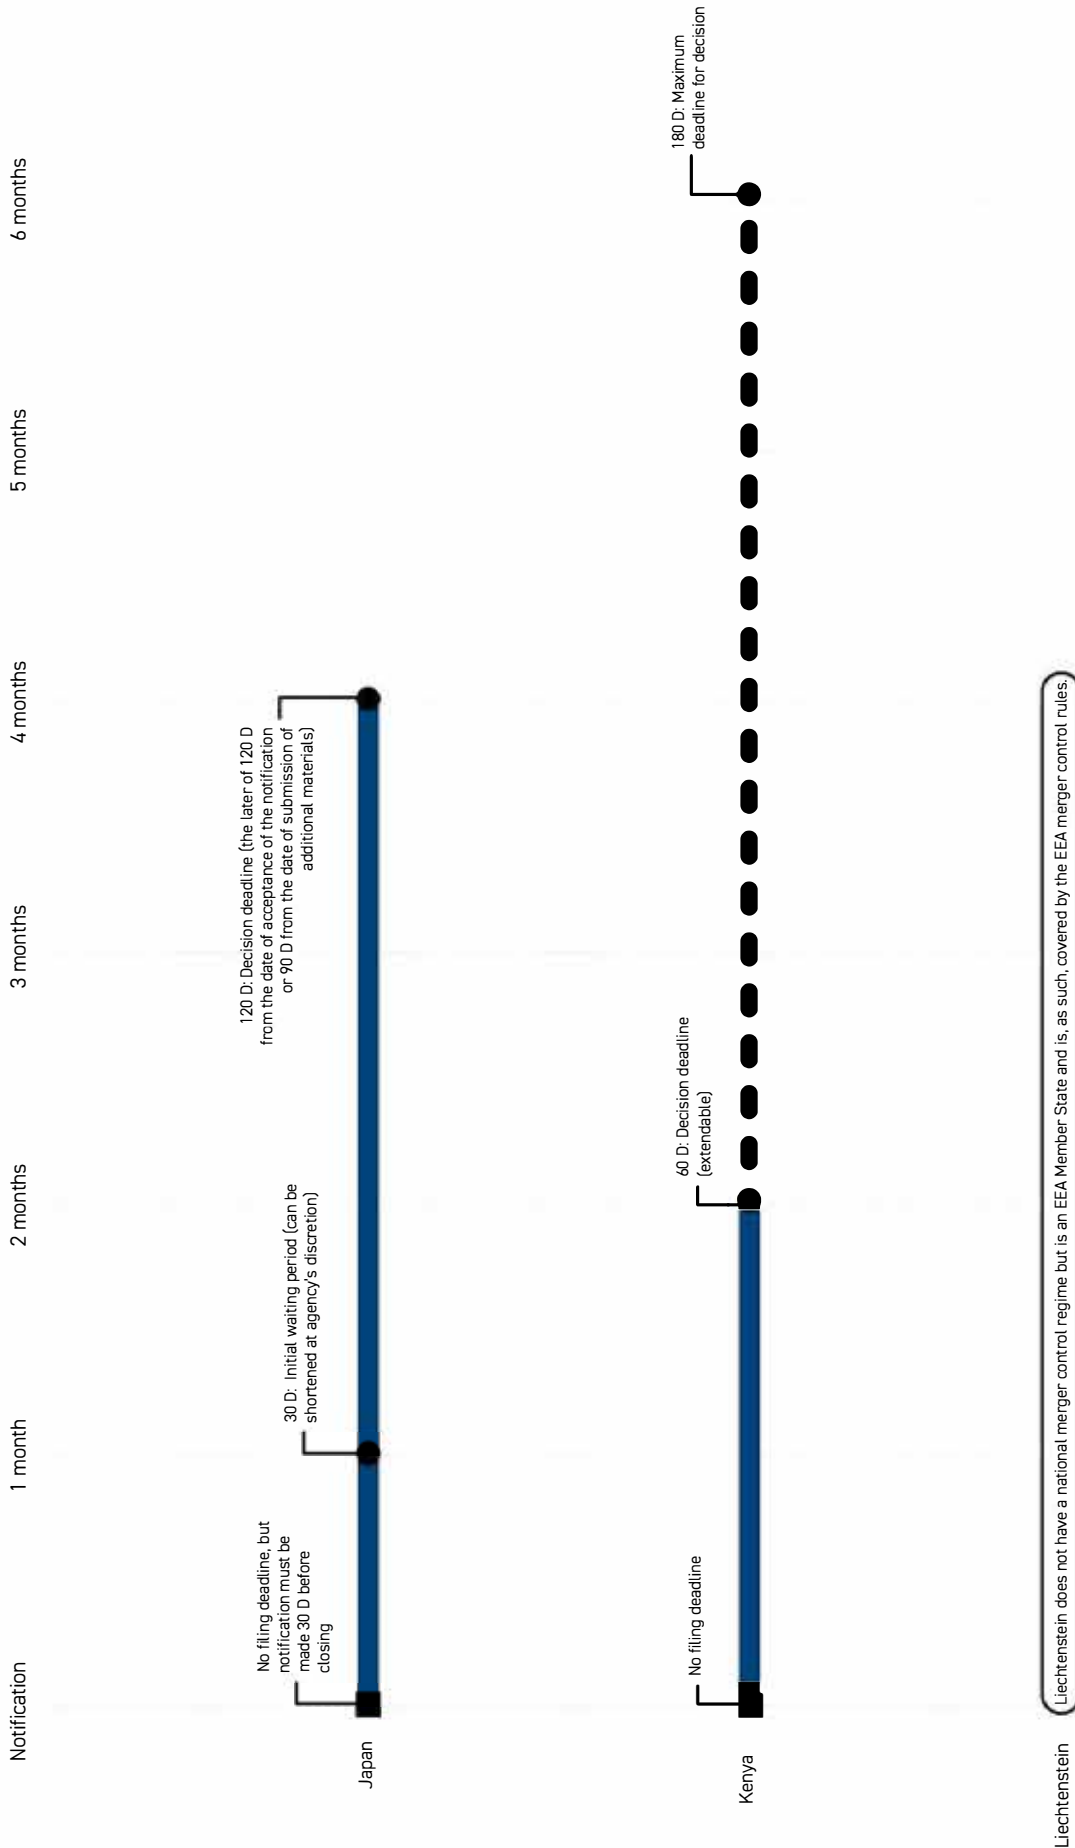 Notification
1 month
2 months
3 months
4 months
5 months
6 months
Japan
No filing deadline, but
notification must be
made 30 D before
closing
30 D: Initial waiting period (can be
shortened at agency's discretion)
120 D: Decision deadline (the later of 120 D
from the date of acceptance of the notification
or 90 D from the date of submission of
additional materials)
Kenya
No filing deadline
60 D: Decision deadline
(extendable)
180 D: Maximum
deadline for decision
Liechtenstein
Liechtenstein does not have a national merger control regime but is an EEA Member State and is, as such, covered by the EEA merger control rules.